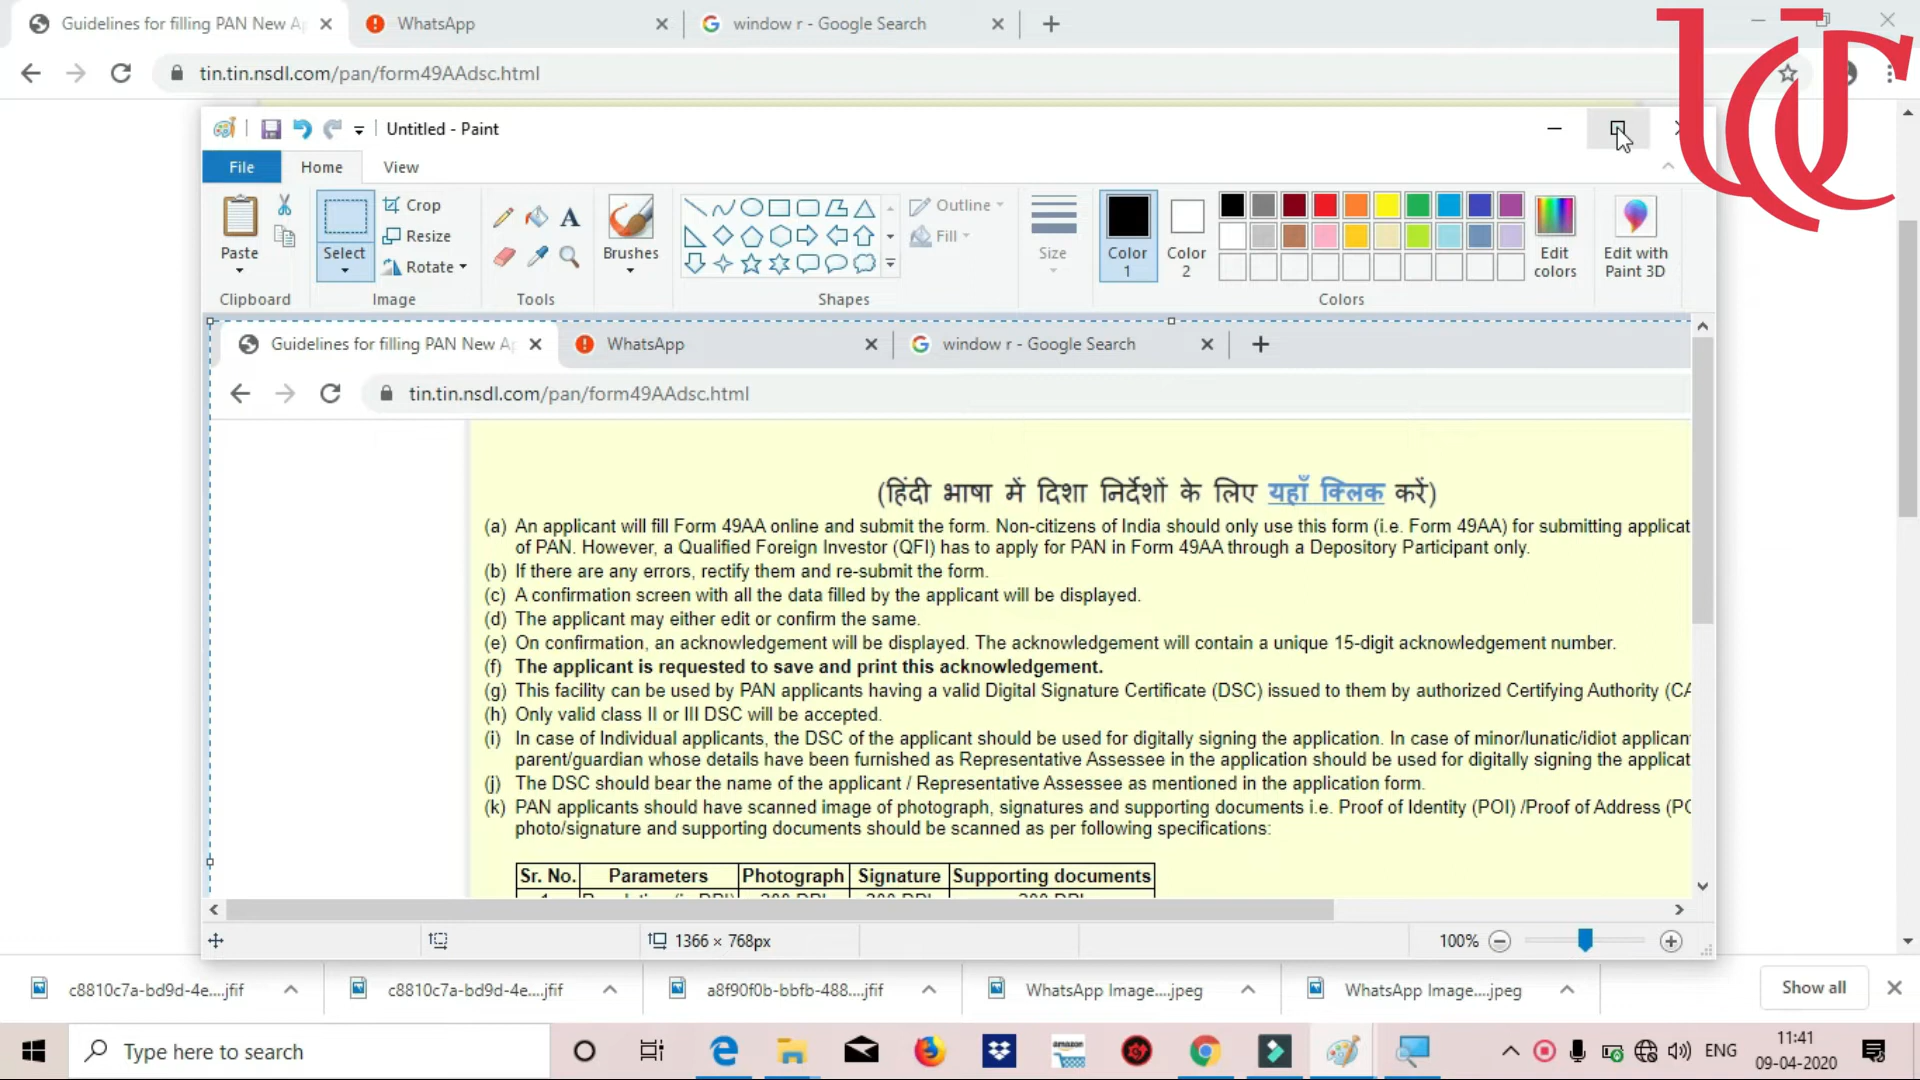 Guidelines for filling PAN New Ap
WhatsApp
window r - Google Search
tin.tin.nsdl.com/pan/form49AAdsc.html
UCC
Untitled - Paint
File
Home
View
Paste
Select
Crop
Resize
Rotate
Brushes
Outline
Fill
Size
Color 1
Color 2
Edit colors
Edit with Paint 3D
Clipboard
Image
Tools
Shapes
Colors
Guidelines for filling PAN New Ap
WhatsApp
window r - Google Search
tin.tin.nsdl.com/pan/form49AAdsc.html
(हिंदी भाषा में दिशा निर्देशों के लिए यहाँ क्लिक करें)
(a) An applicant will fill Form 49AA online and submit the form. Non-citizens of India should only use this form (i.e. Form 49AA) for submitting applicat
of PAN. However, a Qualified Foreign Investor (QFI) has to apply for PAN in Form 49AA through a Depository Participant only.
(b) If there are any errors, rectify them and re-submit the form.
(c) A confirmation screen with all the data filled by the applicant will be displayed.
(d) The applicant may either edit or confirm the same.
(e) On confirmation, an acknowledgement will be displayed. The acknowledgement will contain a unique 15-digit acknowledgement number.
(f) The applicant is requested to save and print this acknowledgement.
(g) This facility can be used by PAN applicants having a valid Digital Signature Certificate (DSC) issued to them by authorized Certifying Authority (CA
(h) Only valid class II or III DSC will be accepted.
(i) In case of Individual applicants, the DSC of the applicant should be used for digitally signing the application. In case of minor/lunatic/idiot applican
parent/guardian whose details have been furnished as Representative Assessee in the application should be used for digitally signing the applicat
(j) The DSC should bear the name of the applicant / Representative Assessee as mentioned in the application form.
(k) PAN applicants should have scanned image of photograph, signatures and supporting documents i.e. Proof of Identity (POI) /Proof of Address (PO
photo/signature and supporting documents should be scanned as per following specifications:
Sr. No. Parameters Photograph Signature Supporting documents
1366 × 768px
100%
c8810c7a-bd9d-4e....jfif
c8810c7a-bd9d-4e....jfif
a8f90f0b-bbfb-488....jfif
WhatsApp Image....jpeg
WhatsApp Image....jpeg
Show all
Type here to search
amazon
ENG
11:41
09-04-2020